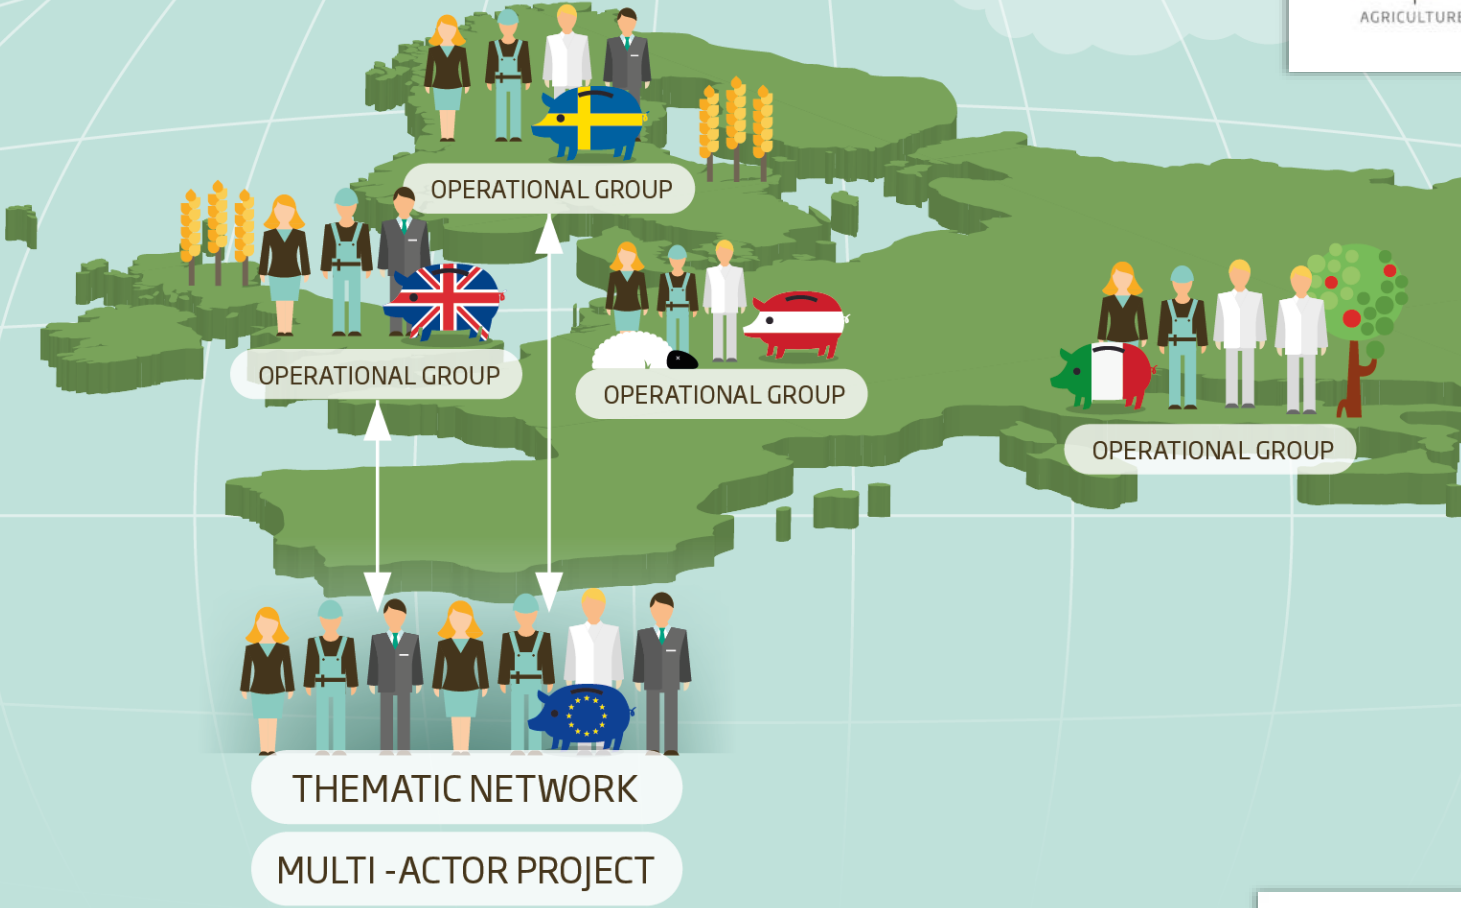 AGRICULTURE
OPERATIONAL GROUP
OPERATIONAL GROUP
OPERATIONAL GROUP
OPERATIONAL GROUP
THEMATIC NETWORK
MULTI -ACTOR PROJECT